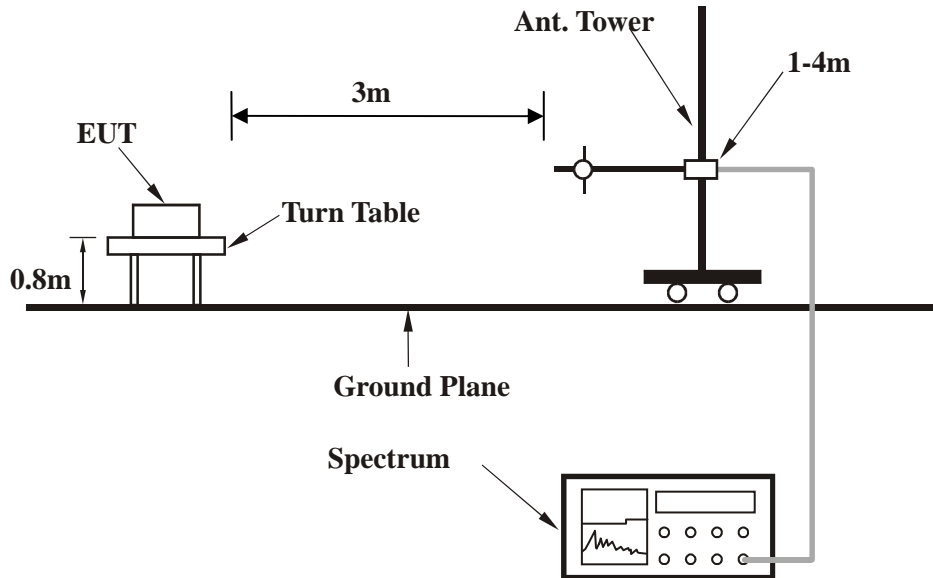 Ant. Tower
1-4m
3m
EUT
Turn Table
0.8m
Ground Plane
Spectrum